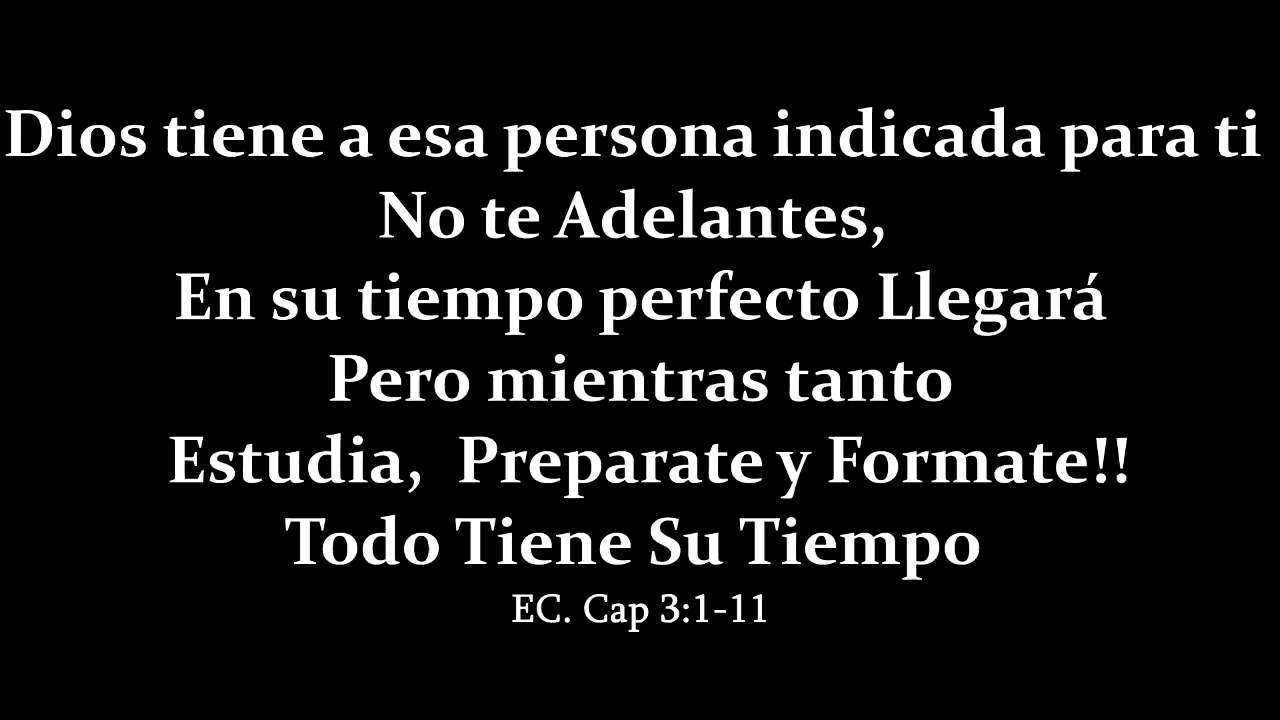 Dios tiene a esa persona indicada para ti
No te Adelantes,
En su tiempo perfecto Llegará
Pero mientras tanto
Estudia, Preparate y Formate!!
Todo Tiene Su Tiempo
EC. Cap 3:1-11